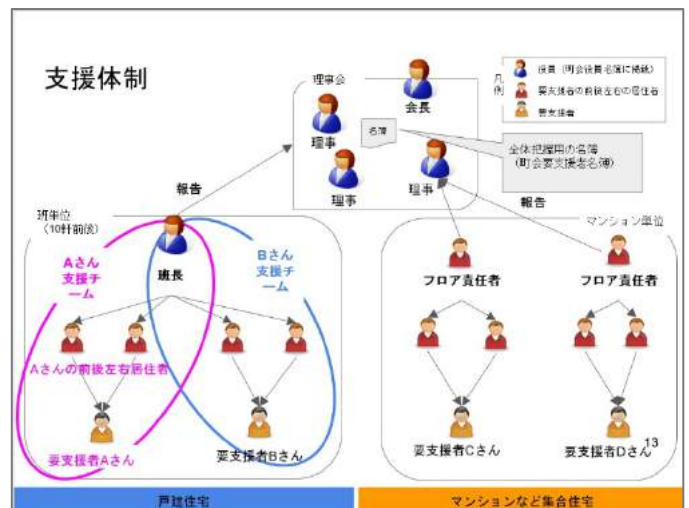 支援体制
理事会
会長
理事
名簿
理事
理事
凡
例
役員（町会役員名簿に掲載）
要支援者の前後左右の居住者
要支援者
全体把握用の名簿
（町会要支援者名簿）
報告
報告
班単位
（10軒前後）
マンション単位
Aさん
支援チ
ーム
班長
Bさん
支援チ
ーム
フロア責任者
フロア責任者
Aさんの前後左右居住者
要支援者Aさん
要支援者Bさん
要支援者Cさん
要支援者Dさん
13
戸建住宅
マンションなど集合住宅